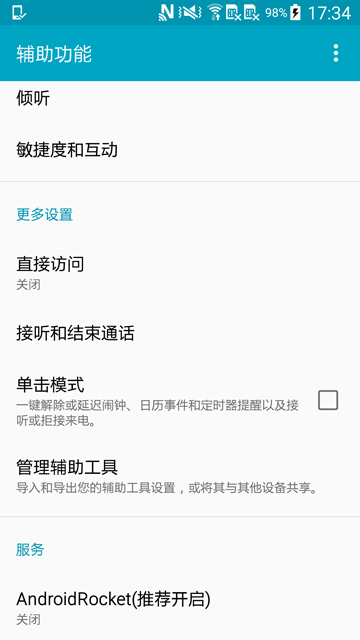 98% 17:34
辅助功能
倾听
敏捷度和互动
更多设置
直接访问
关闭
接听和结束通话
单击模式
一键解除或延迟闹钟、日历事件和定时器提醒以及接
听或拒接来电。
管理辅助工具
导入和导出您的辅助工具设置，或将其与其他设备共享。
服务
AndroidRocket(推荐开启)
关闭